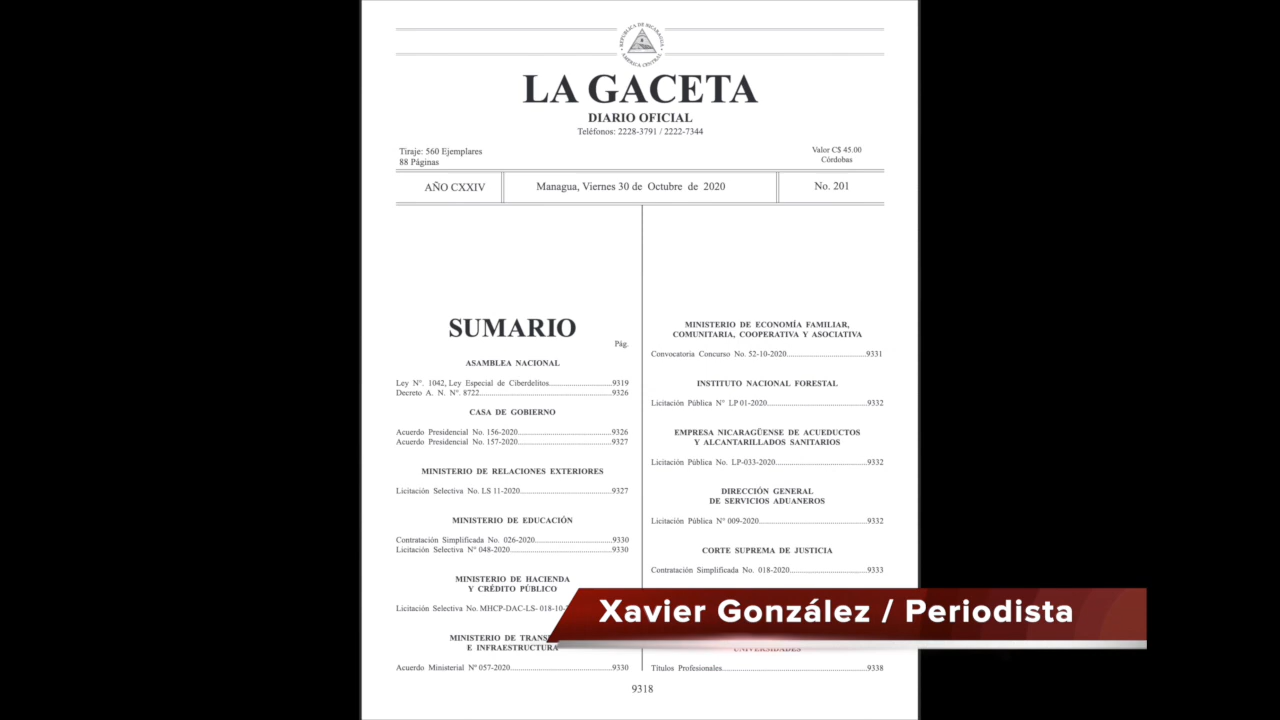 REPÚBLICA DE NICARAGUA
AMÉRICA CENTRAL
LA GACETA
DIARIO OFICIAL
Teléfonos: 2228-3791 / 2222-7344
Tiraje: 560 Ejemplares
88 Páginas
Valor C$ 45.00
Córdobas
AÑO CXXIV
Managua, Viernes 30 de Octubre de 2020
No. 201
SUMARIO
Pág.
ASAMBLEA NACIONAL
Ley N°. 1042, Ley Especial de Ciberdelitos..............................9319
Decreto A. N. N°. 8722................................................................9326
CASA DE GOBIERNO
Acuerdo Presidencial No. 156-2020.............................................9326
Acuerdo Presidencial No. 157-2020.............................................9327
MINISTERIO DE RELACIONES EXTERIORES
Licitación Selectiva No. LS 11-2020............................................9327
MINISTERIO DE EDUCACIÓN
Contratación Simplificada No. 026-2020.....................................9330
Licitación Selectiva N° 048-2020.................................................9330
MINISTERIO DE HACIENDA
Y CRÉDITO PÚBLICO
Licitación Selectiva No. MHCP-DAC-LS- 018-10-
MINISTERIO DE
E INFRAESTRUCTURA
Acuerdo Ministerial N° 057-2020.................................................9330
MINISTERIO DE ECONOMÍA FAMILIAR,
COMUNITARIA, COOPERATIVA Y ASOCIATIVA
Convocatoria Concurso No. 52-10-2020......................................9331
INSTITUTO NACIONAL FORESTAL
Licitación Pública N° LP 01-2020................................................9332
EMPRESA NICARAGÜENSE DE ACUEDUCTOS
Y ALCANTARILLADOS SANITARIOS
Licitación Pública No. LP-033-2020............................................9332
DIRECCIÓN GENERAL
DE SERVICIOS ADUANEROS
Licitación Pública N° 009-2020....................................................9332
CORTE SUPREMA DE JUSTICIA
Contratación Simplificada No. 018-2020.....................................9333
Xavier González / Periodista
UNIVERSIDADES
Títulos Profesionales.....................................................................9338
9318